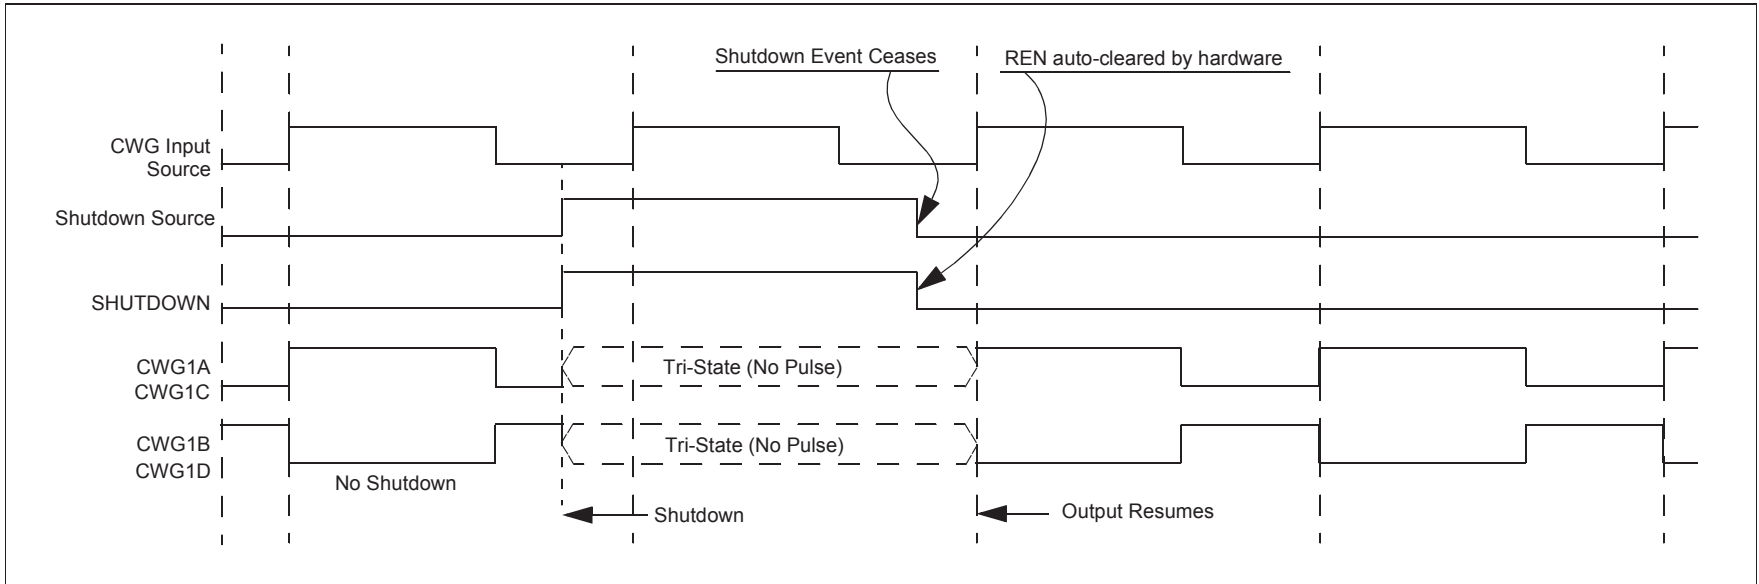 Shutdown Event Ceases
REN auto-cleared by hardware
CWG Input
Source
Shutdown Source
SHUTDOWN
CWG1A
CWG1C
Tri-State (No Pulse)
CWG1B
CWG1D
Tri-State (No Pulse)
No Shutdown
Shutdown
Output Resumes